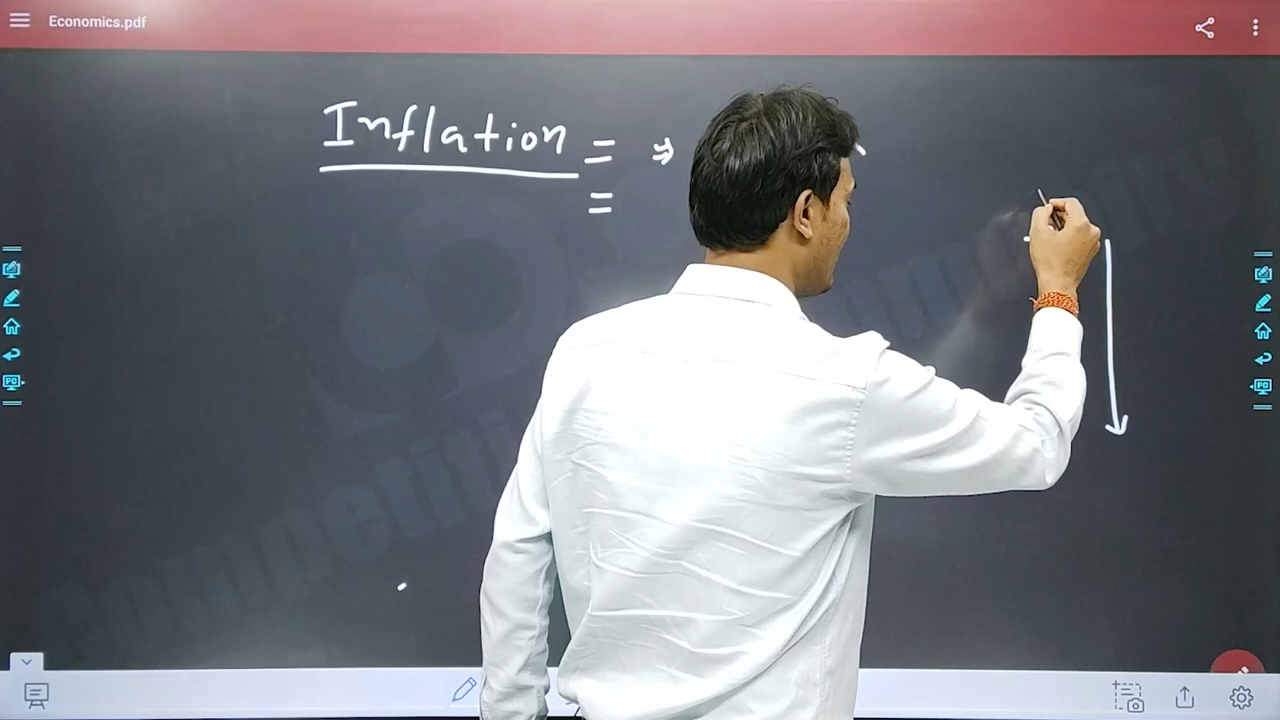 Economics.pdf
Inflation = ⇒
=